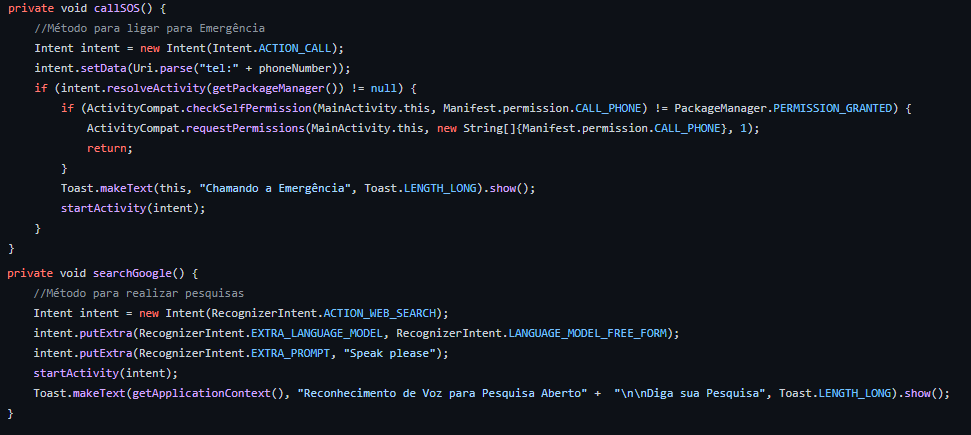 private void callSOS() {
    //Método para ligar para Emergência
    Intent intent = new Intent(Intent.ACTION_CALL);
    intent.setData(Uri.parse("tel:" + phoneNumber));
    if (intent.resolveActivity(getPackageManager()) != null) {
        if (ActivityCompat.checkSelfPermission(MainActivity.this, Manifest.permission.CALL_PHONE) != PackageManager.PERMISSION_GRANTED) {
            ActivityCompat.requestPermissions(MainActivity.this, new String[]{Manifest.permission.CALL_PHONE}, 1);
            return;
        }
        Toast.makeText(this, "Chamando a Emergência", Toast.LENGTH_LONG).show();
        startActivity(intent);
    }
}
private void searchGoogle() {
    //Método para realizar pesquisas
    Intent intent = new Intent(RecognizerIntent.ACTION_WEB_SEARCH);
    intent.putExtra(RecognizerIntent.EXTRA_LANGUAGE_MODEL, RecognizerIntent.LANGUAGE_MODEL_FREE_FORM);
    intent.putExtra(RecognizerIntent.EXTRA_PROMPT, "Speak please");
    startActivity(intent);
    Toast.makeText(getApplicationContext(), "Reconhecimento de Voz para Pesquisa Aberto" +  "\n\nDiga sua Pesquisa", Toast.LENGTH_LONG).show();
}